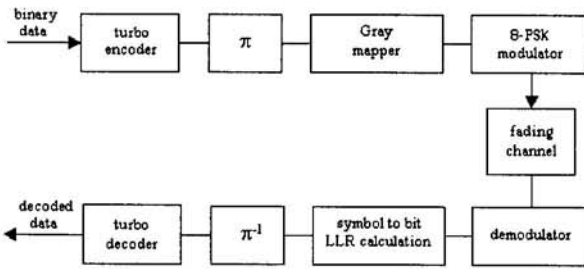 binary
data
turbo
encoder
π
Gray
mapper
8-PSK
modulator
fading
channel
decoded
data
turbo
decoder
π-1
symbol to bit
LLR calculation
demodulator